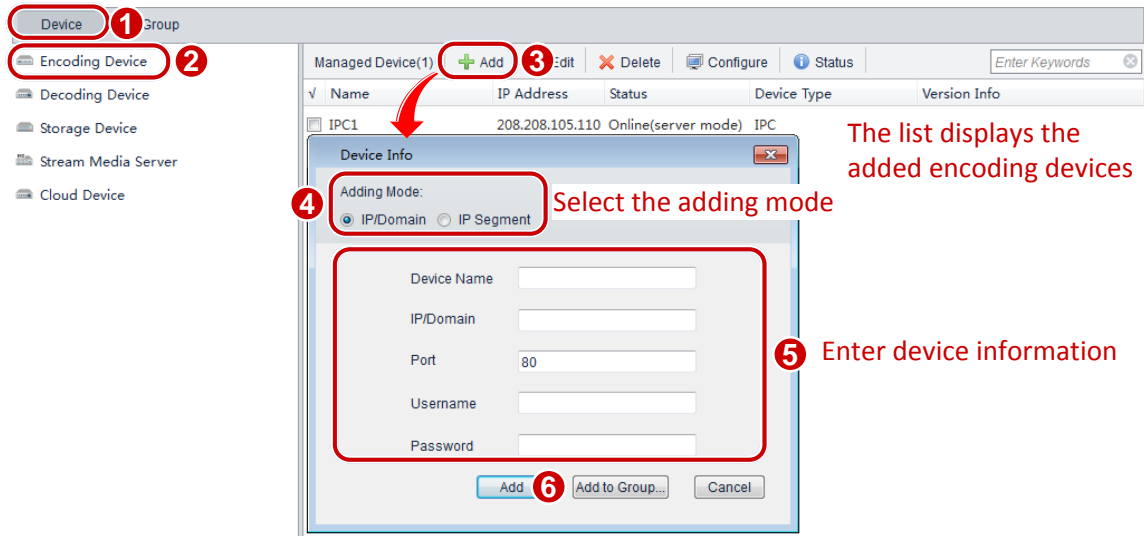 Device 1 Group
Encoding Device 2
Decoding Device
Storage Device
Stream Media Server
Cloud Device
Managed Device(1) Add 3 Edit Delete Configure Status Enter Keywords
√ Name IP Address Status Device Type Version Info
IPC1 208.208.105.110 Online(server mode) IPC
The list displays the
added encoding devices
Device Info
4 Adding Mode:
IP/Domain IP Segment
Select the adding mode
Device Name
IP/Domain
Port 80
Username
Password
5 Enter device information
Add 6 Add to Group... Cancel